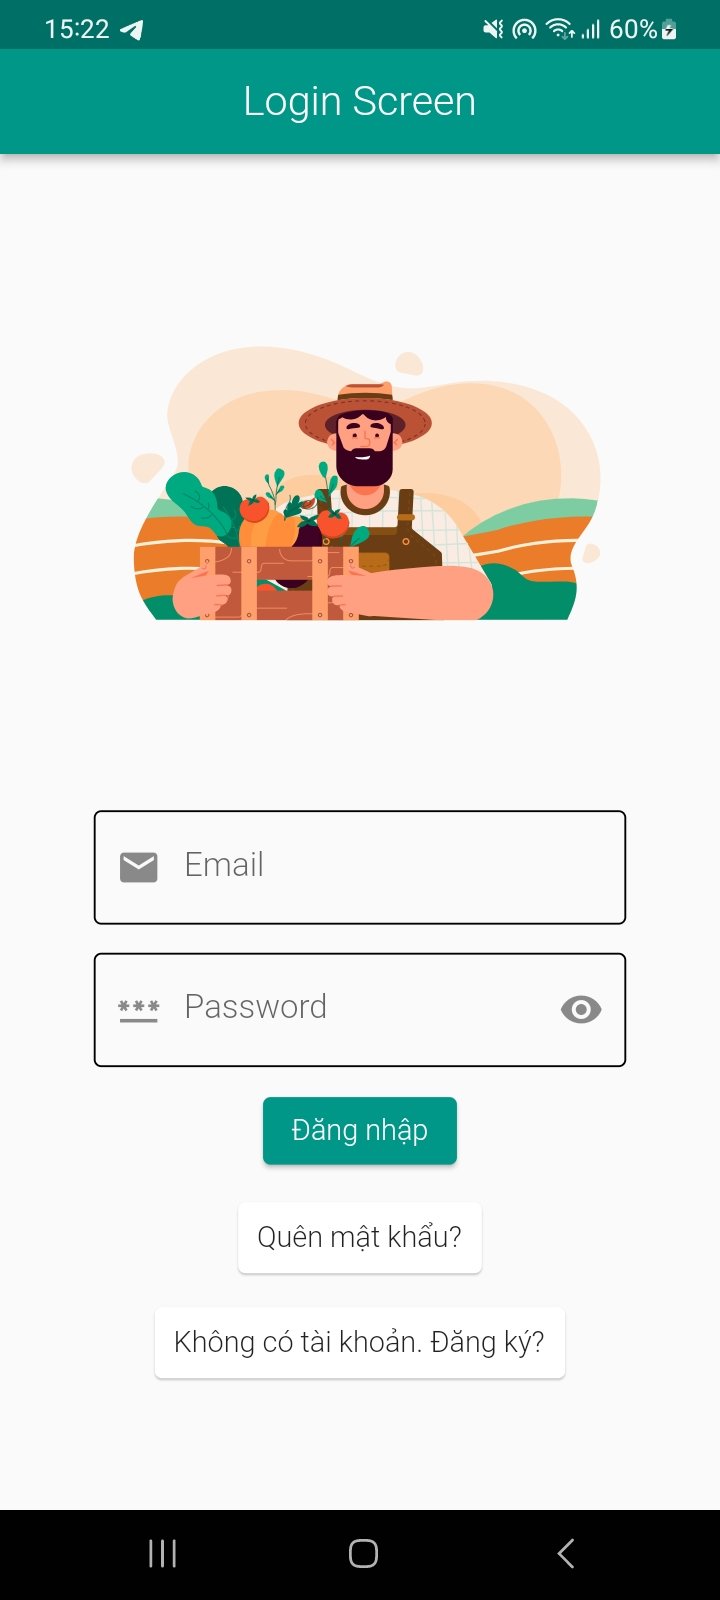 15:22
60%
Login Screen
Email
***
Password
Đăng nhập
Quên mật khẩu?
Không có tài khoản. Đăng ký?